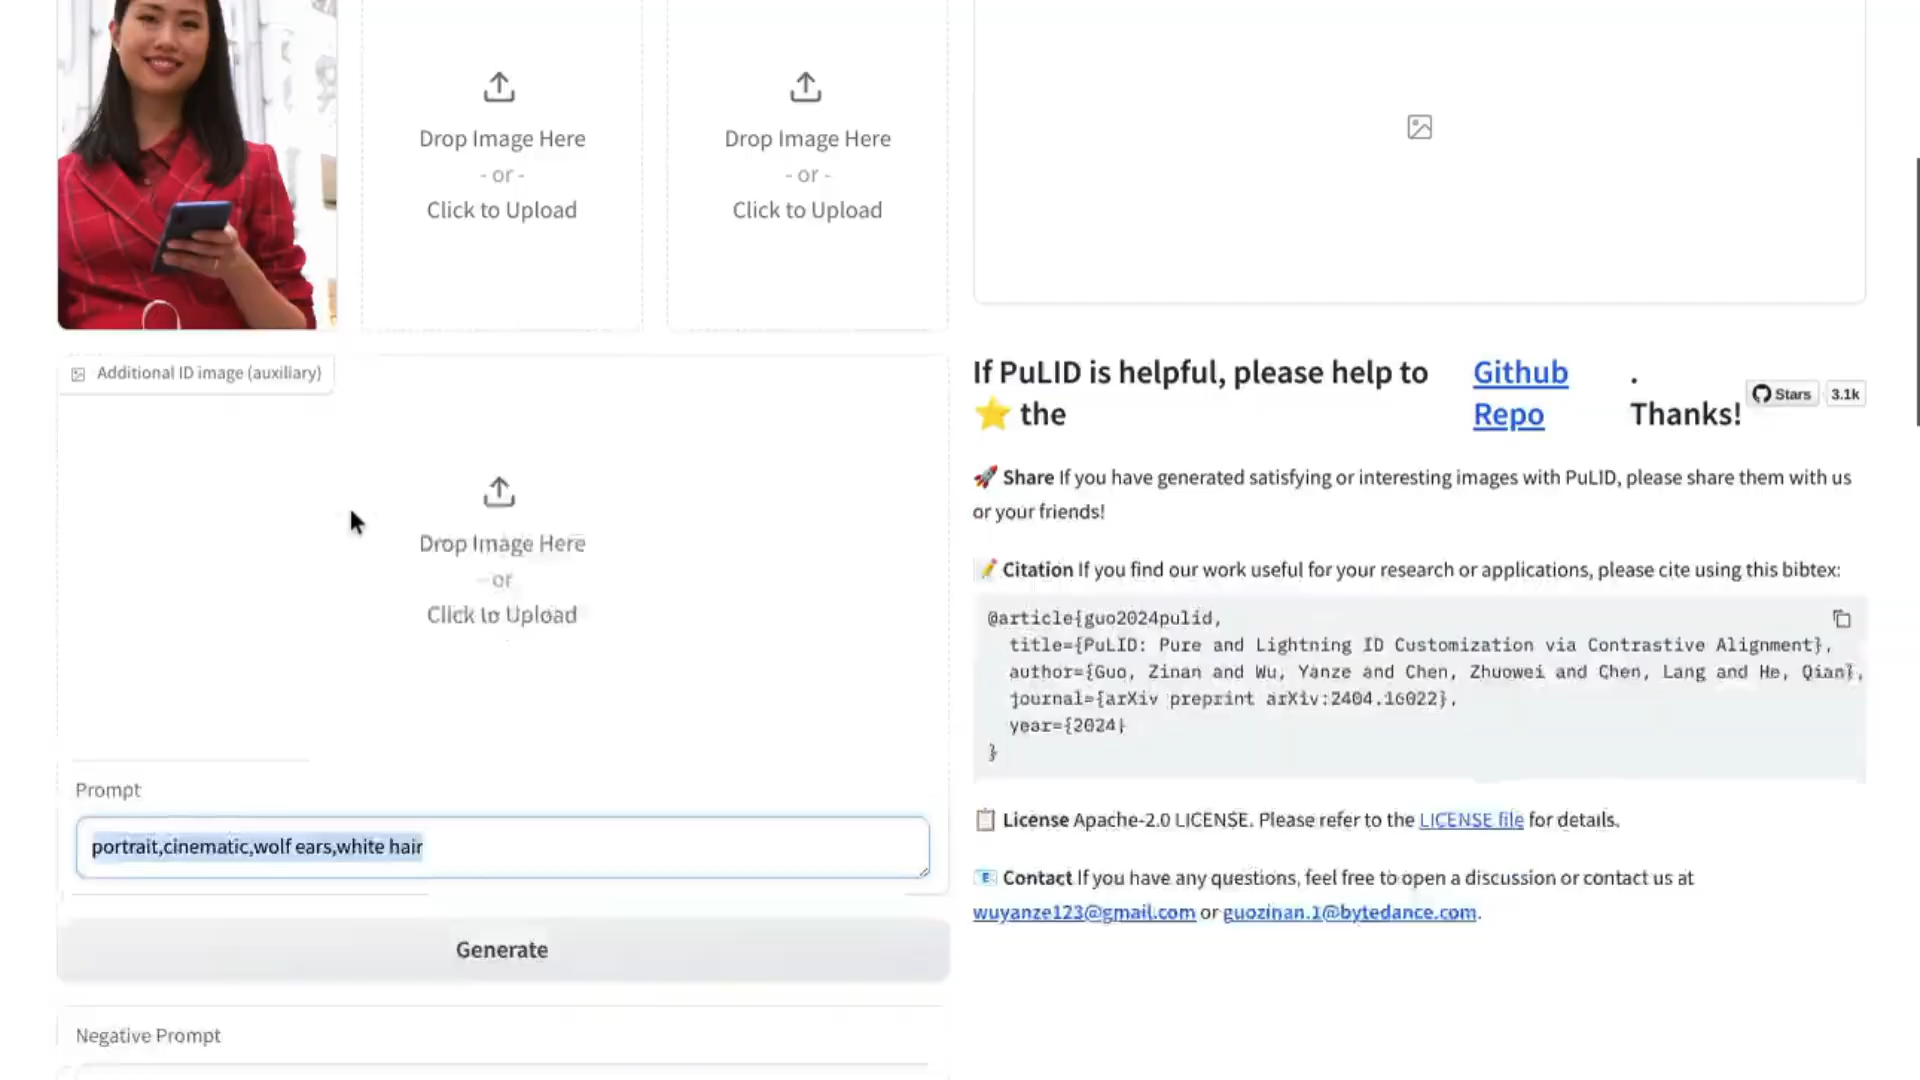 Drop Image Here
- or -
Click to Upload
Drop Image Here
- or -
Click to Upload
Additional ID image (auxiliary)
Drop Image Here
- or
Click to Upload
Prompt
portrait,cinematic,wolf ears,white hair
Generate
Negative Prompt
If PuLID is helpful, please help to
⭐ the
Github
Repo
.
Thanks!
Stars
3.1k
🚀 Share If you have generated satisfying or interesting images with PuLID, please share them with us
or your friends!
📝 Citation If you find our work useful for your research or applications, please cite using this bibtex:
@article{guo2024pulid,
title={PuLID: Pure and Lightning ID Customization via Contrastive Alignment},
author={Guo, Zinan and Wu, Yanze and Chen, Zhuowei and Chen, Lang and He, Qian},
journal={arXiv preprint arXiv:2404.16022},
year={2024}
}
📋 License Apache-2.0 LICENSE. Please refer to the LICENSE file for details.
📧 Contact If you have any questions, feel free to open a discussion or contact us at
wuyanze123@gmail.com or guozinan.1@bytedance.com.